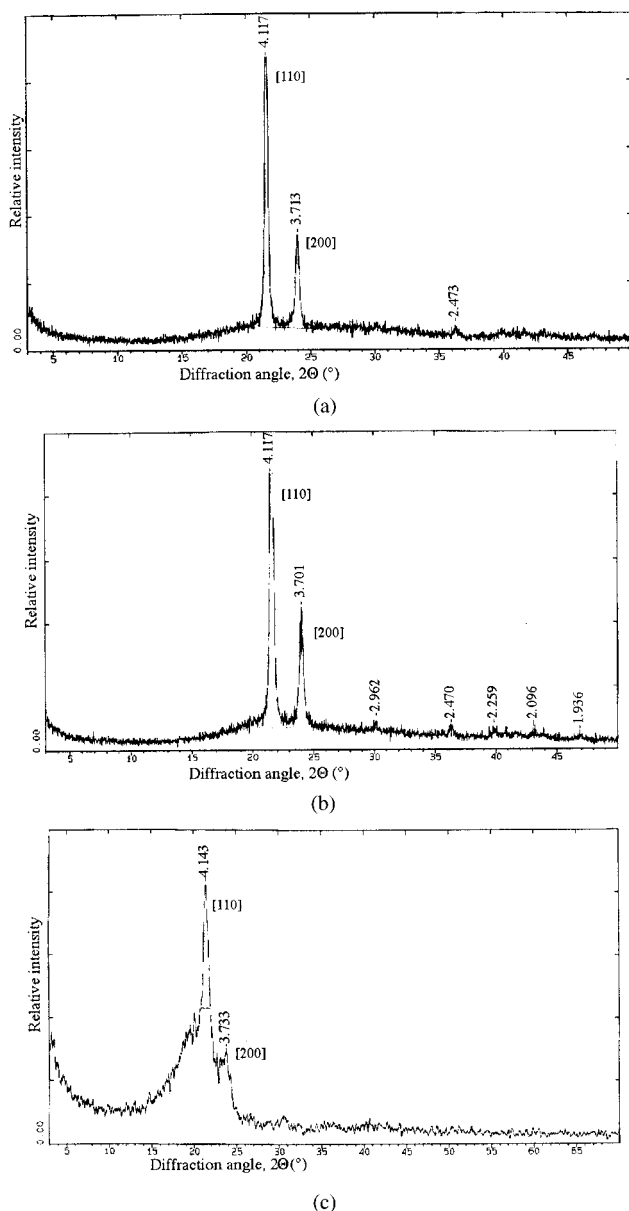 4.117
[110]
3.713
[200]
2.473
Relative intensity
0.00
5 10 15 20 25 30 35 40 45
Diffraction angle, 2Θ (°)
(a)
4.117
[110]
3.701
[200]
2.962
2.470
2.259
2.096
1.936
Relative intensity
0.00
5 10 15 20 25 30 35 40 45
Diffraction angle, 2Θ (°)
(b)
4.143
[110]
3.733
[200]
Relative intensity
0.00
5 10 15 20 25 30 35 40 45 50 55 60 65
Diffraction angle, 2Θ(°)
(c)